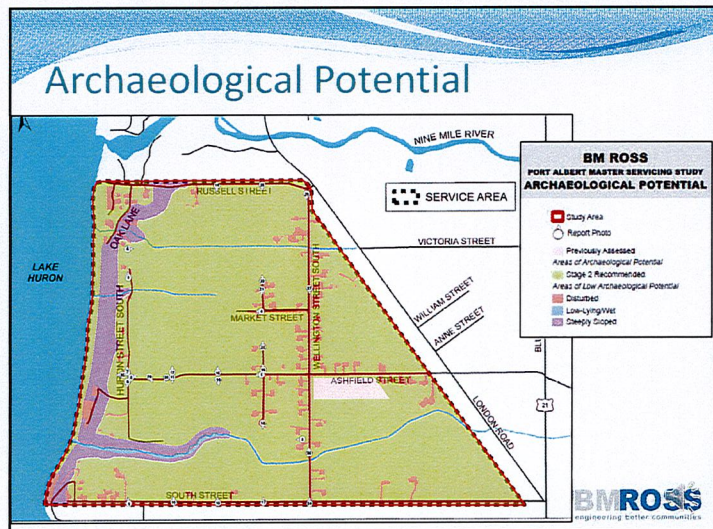 Archaeological Potential
NINE MILE RIVER
BM ROSS
PORT ALBERT MASTER SERVICING STUDY
ARCHAEOLOGICAL POTENTIAL
Study Area
Report Photo
Previously Assessed
Areas of Archaeological Potential
Stage 2 Recommended
Areas of Low Archaeological Potential
Disturbed
Low-Lying/Wet
Steeply Sloped
SERVICE AREA
RUSSELL STREET
OAK LANE
VICTORIA STREET
LAKE
HURON
HURON STREET SOUTH
MARKET STREET
WELLINGTON STREET SOUTH
WILLIAM STREET
ANNE STREET
ASHFIELD STREET
LONDON ROAD
21
SOUTH STREET
BMROSS
engineering better communities